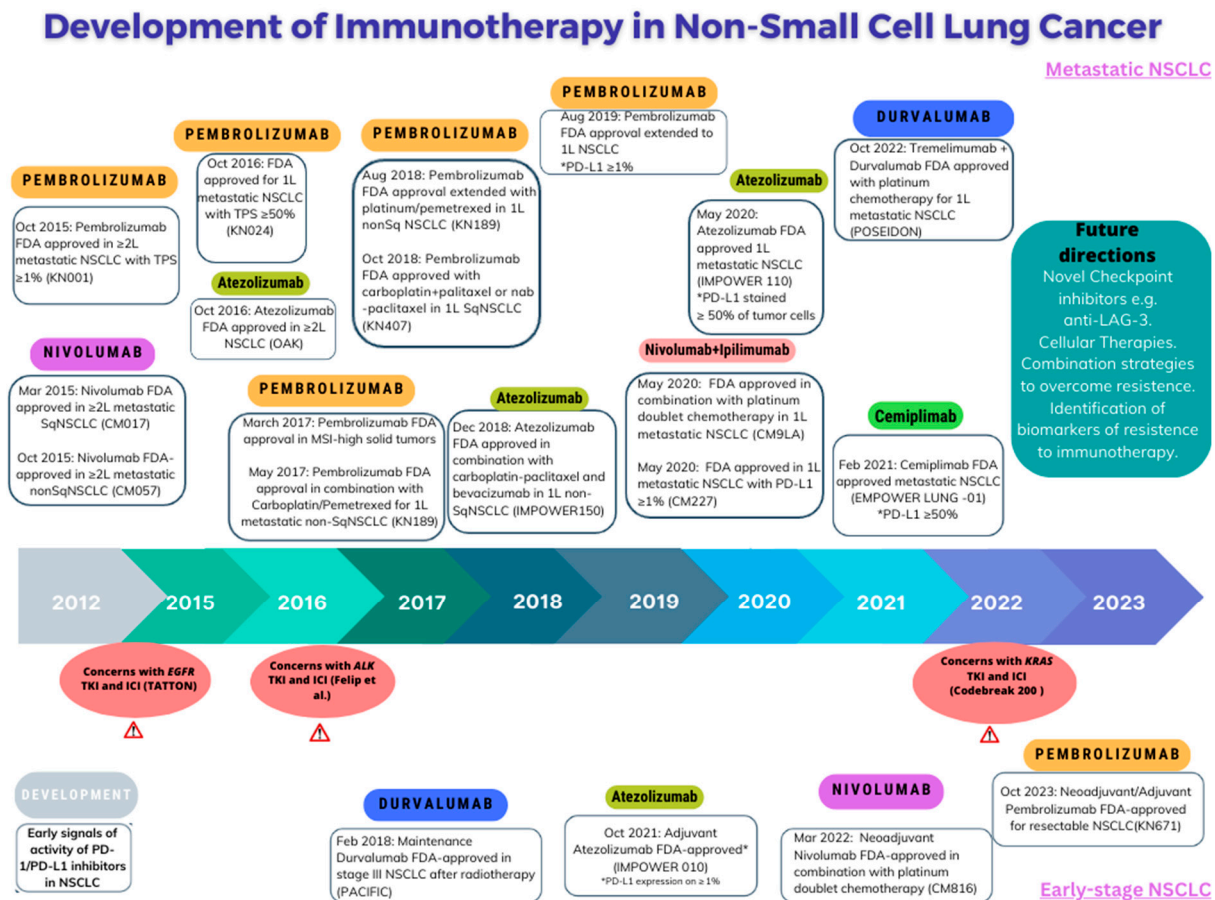 Development of Immunotherapy in Non-Small Cell Lung Cancer
Metastatic NSCLC
PEMBROLIZUMAB
Oct 2015: Pembrolizumab
FDA approved in ≥2L
metastatic NSCLC with TPS
≥1% (KN001)
NIVOLUMAB
Mar 2015: Nivolumab FDA
approved in ≥2L metastatic
SqNSCLC (CM017)
Oct 2015: Nivolumab FDA-
approved in ≥2L metastatic
nonSqNSCLC (CM057)
PEMBROLIZUMAB
Oct 2016: FDA
approved for 1L
metastatic NSCLC
with TPS ≥50%
(KN024)
Atezolizumab
Oct 2016: Atezolizumab
FDA approved in ≥2L
NSCLC (OAK)
PEMBROLIZUMAB
March 2017: Pembrolizumab FDA
approval in MSI-high solid tumors
May 2017: Pembrolizumab FDA
approval in combination with
Carboplatin/Pemetrexed for 1L
metastatic non-SqNSCLC (KN189)
PEMBROLIZUMAB
Aug 2018: Pembrolizumab
FDA approval extended with
platinum/pemetrexed in 1L
nonSq NSCLC (KN189)
Oct 2018: Pembrolizumab
FDA approved with
carboplatin+palitaxel or nab
-paclitaxel in 1L SqNSCLC
(KN407)
Atezolizumab
Dec 2018: Atezolizumab
FDA approved in
combination with
carboplatin-paclitaxel and
bevacizumab in 1L non-
SqNSCLC (IMPOWER150)
PEMBROLIZUMAB
Aug 2019: Pembrolizumab
FDA approval extended to
1L NSCLC
*PD-L1 ≥1%
Atezolizumab
May 2020:
Atezolizumab FDA
approved 1L
metastatic NSCLC
(IMPOWER 110)
*PD-L1 stained
≥ 50% of tumor cells
Nivolumab+Ipilimumab
May 2020: FDA approved in
combination with platinum
doublet chemotherapy in 1L
metastatic NSCLC (CM9LA)
May 2020: FDA approved in 1L
metastatic NSCLC with PD-L1
≥1% (CM227)
DURVALUMAB
Oct 2022: Tremelimumab +
Durvalumab FDA approved
with platinum
chemotherapy for 1L
metastatic NSCLC
(POSEIDON)
Cemiplimab
Feb 2021: Cemiplimab FDA
approved metastatic NSCLC
(EMPOWER LUNG -01)
*PD-L1 ≥50%
Future
directions
Novel Checkpoint
inhibitors e.g.
anti-LAG-3.
Cellular Therapies.
Combination strategies
to overcome resistance.
Identification of
biomarkers of resistance
to immunotherapy.
2012
2015
2016
2017
2018
2019
2020
2021
2022
2023
Concerns with EGFR
TKI and ICI (TATTON)
Concerns with ALK
TKI and ICI (Felip et
al.)
Concerns with KRAS
TKI and ICI
(Codebreak 200 )
DEVELOPMENT
Early signals of
activity of PD-
1/PD-L1 inhibitors
in NSCLC
DURVALUMAB
Feb 2018: Maintenance
Durvalumab FDA-approved in
stage III NSCLC after radiotherapy
(PACIFIC)
Atezolizumab
Oct 2021: Adjuvant
Atezolizumab FDA-approved*
(IMPOWER 010)
*PD-L1 expression on ≥1%
NIVOLUMAB
Mar 2022: Neoadjuvant
Nivolumab FDA-approved in
combination with platinum
doublet chemotherapy (CM816)
PEMBROLIZUMAB
Oct 2023: Neoadjuvant/Adjuvant
Pembrolizumab FDA-approved
for resectable NSCLC(KN671)
Early-stage NSCLC